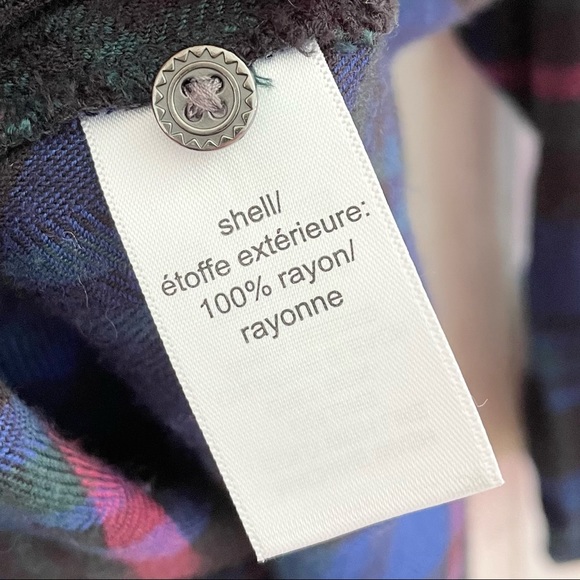 shell/
étoffe extérieure:
100% rayon/
rayonne